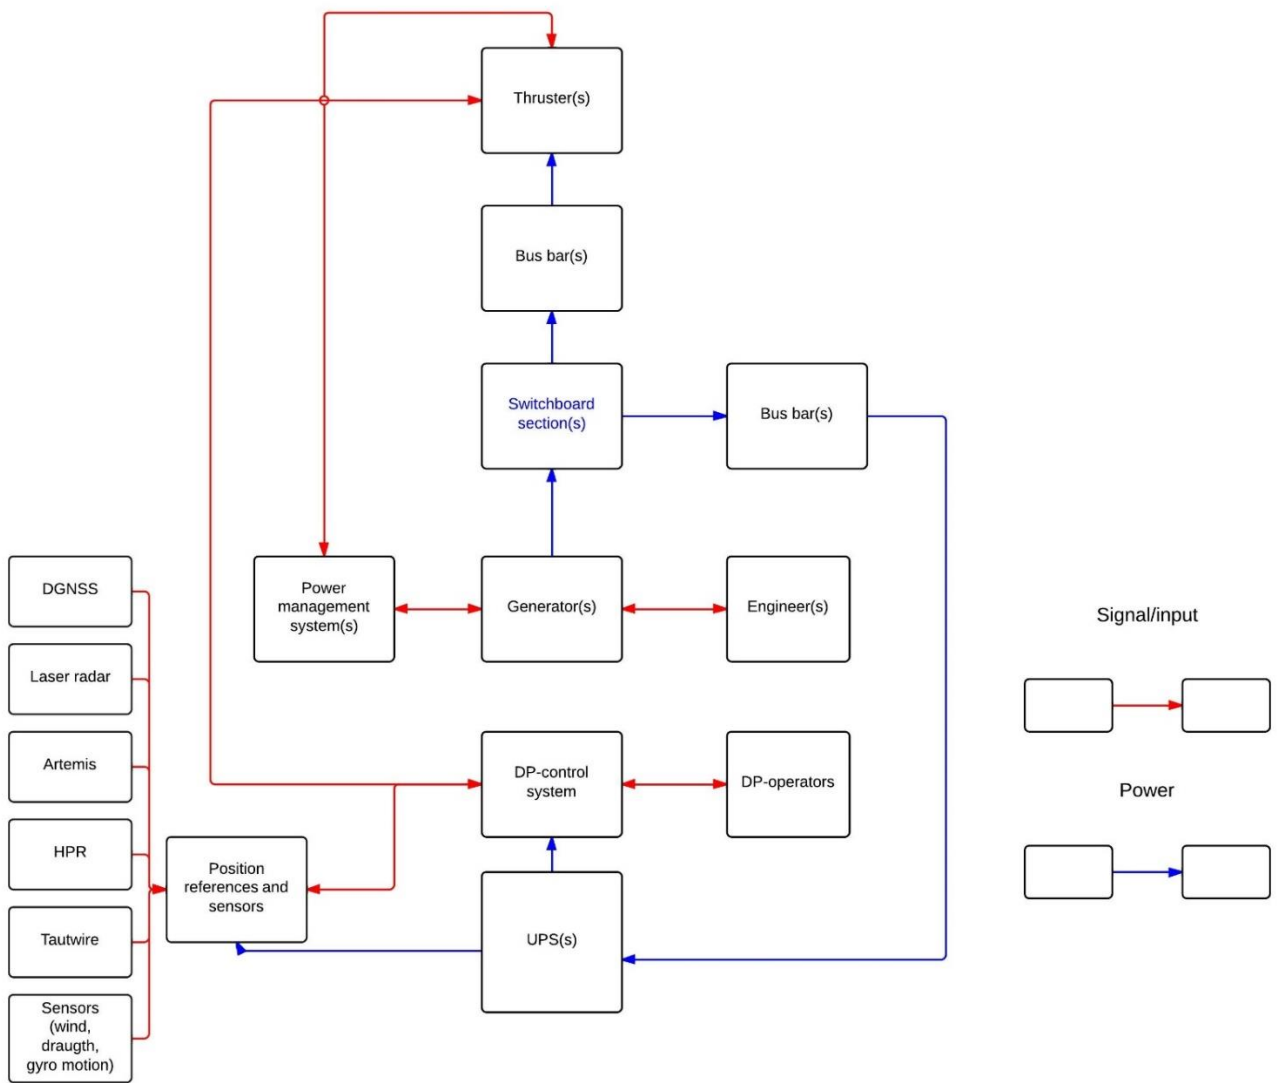 Thruster(s)
Bus bar(s)
Switchboard
section(s)
Bus bar(s)
DGNSS
Laser radar
Artemis
HPR
Tautwire
Sensors
(wind,
draugth,
gyro motion)
Power
management
system(s)
Generator(s)
Engineer(s)
DP-control
system
DP-operators
Position
references and
sensors
UPS(s)
Signal/input
Power